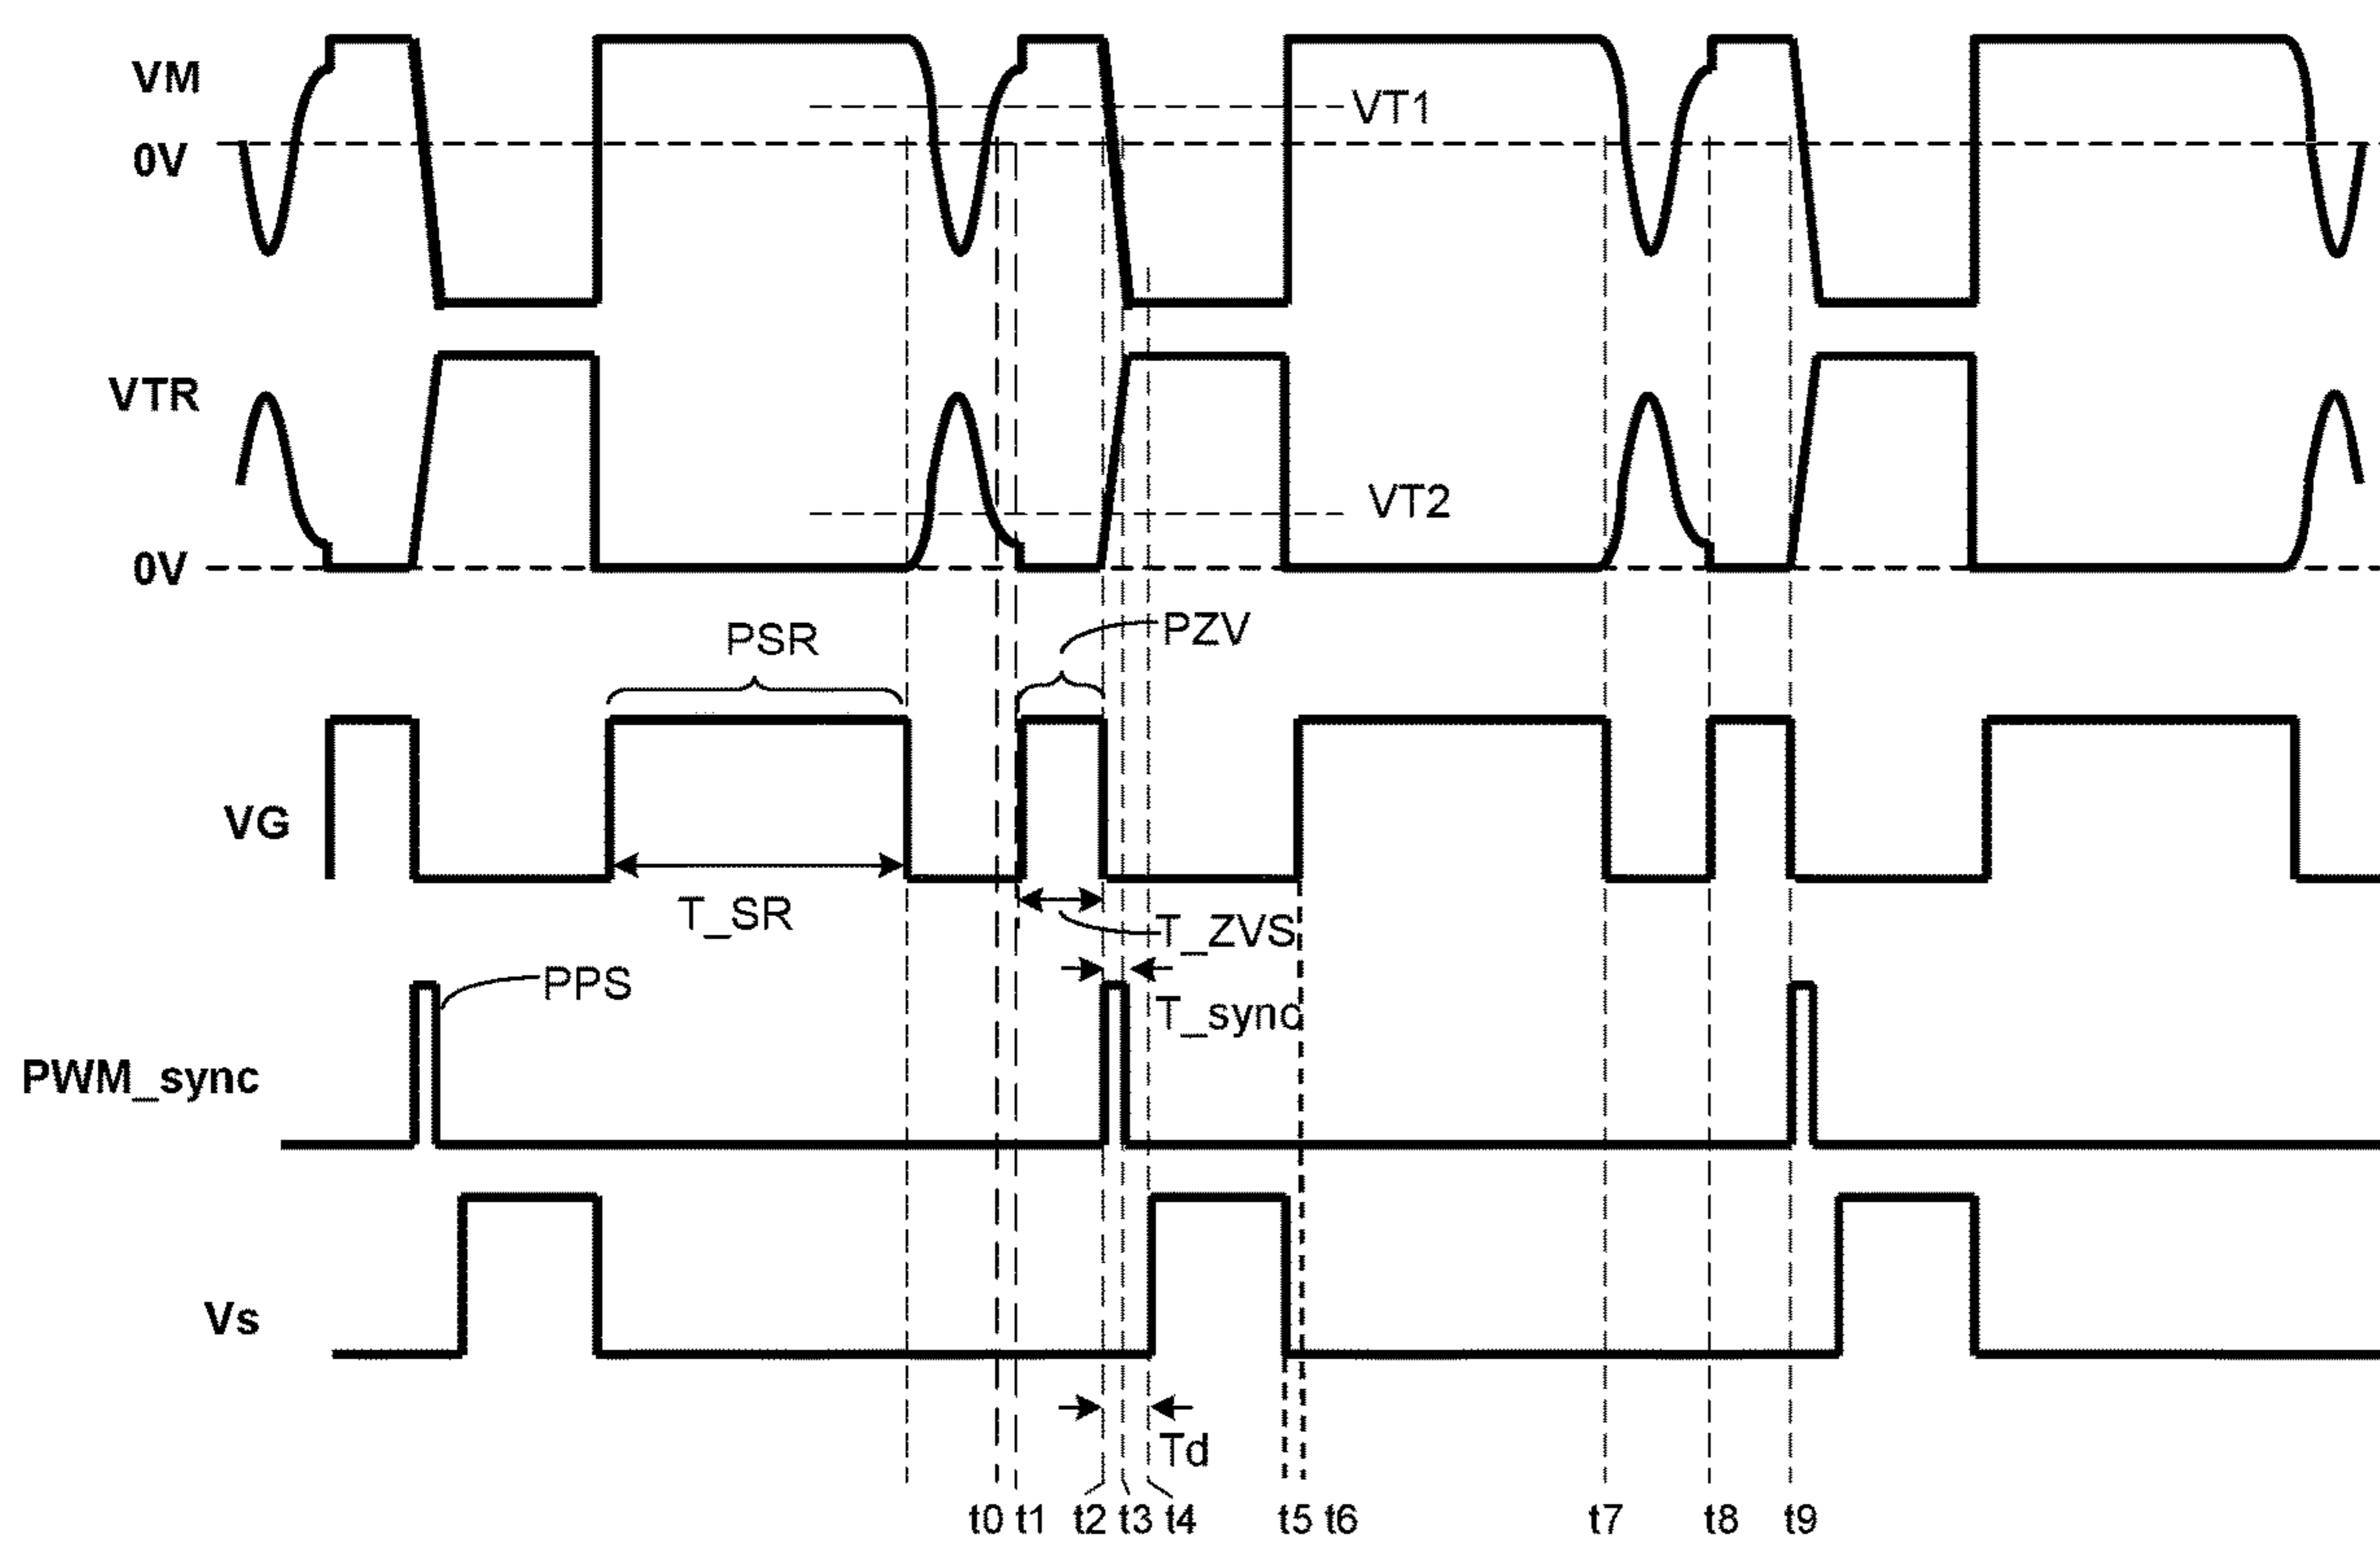 VM
VT1
0V
VTR
VT2
0V
PSR
PZV
VG
T_SR
T_ZVS
PPS
T_sync
PWM_sync
Vs
Td
t0 t1 t2 t3 t4 t5 t6 t7 t8 t9